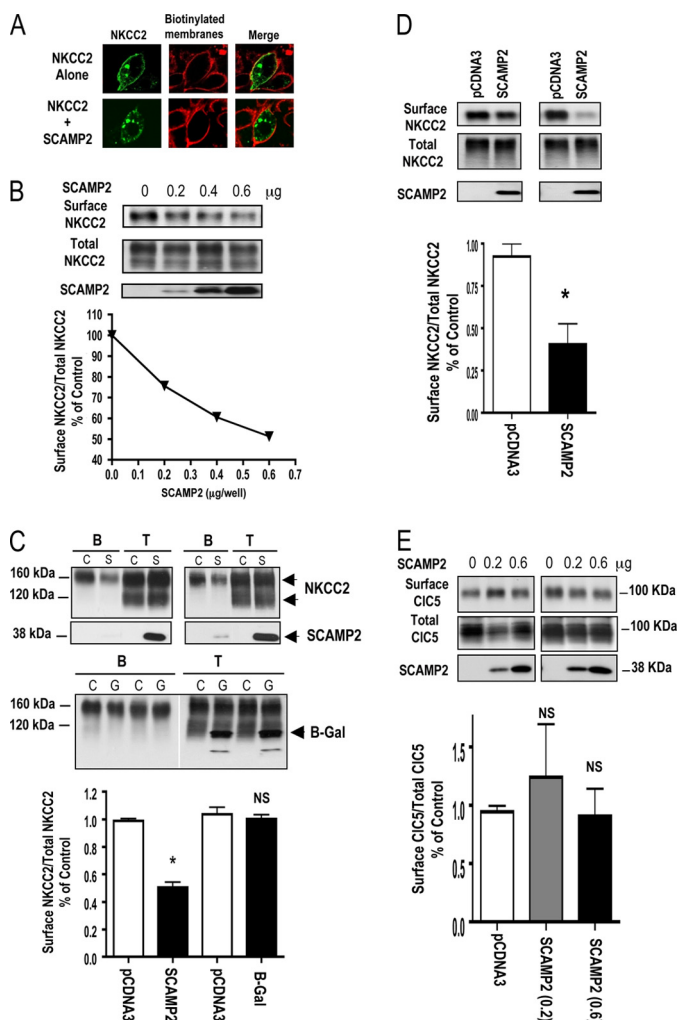 A
NKCC2
Biotinylated membranes
Merge
NKCC2 Alone
NKCC2 + SCAMP2
B
SCAMP2 0 0.2 0.4 0.6 µg
Surface NKCC2
Total NKCC2
SCAMP2
Surface NKCC2/Total NKCC2
% of Control
110
100
90
80
70
60
50
40
0.0 0.1 0.2 0.3 0.4 0.5 0.6 0.7
SCAMP2 (µg/well)
C
B T B T
C S C S C S C S
160 kDa
120 kDa
NKCC2
38 kDa
SCAMP2
B T
C G C G C G C G
160 kDa
120 kDa
B-Gal
Surface NKCC2/Total NKCC2
% of Control
1.2
1.0
0.8
0.6
0.4
0.2
0.0
*
NS
pCDNA3
SCAMP2
pCDNA3
B-Gal
D
pCDNA3
SCAMP2
pCDNA3
SCAMP2
Surface NKCC2
Total NKCC2
SCAMP2
Surface NKCC2/Total NKCC2
% of Control
1.00
0.75
0.50
0.25
0.00
*
pCDNA3
SCAMP2
E
SCAMP2 0 0.2 0.6 0 0.2 0.6 µg
Surface ClC5
100 KDa
Total ClC5
100 KDa
SCAMP2
38 KDa
Surface ClC5/Total ClC5
% of Control
1.5
1.0
0.5
0.0
NS
NS
pCDNA3
SCAMP2 (0.2)
SCAMP2 (0.6